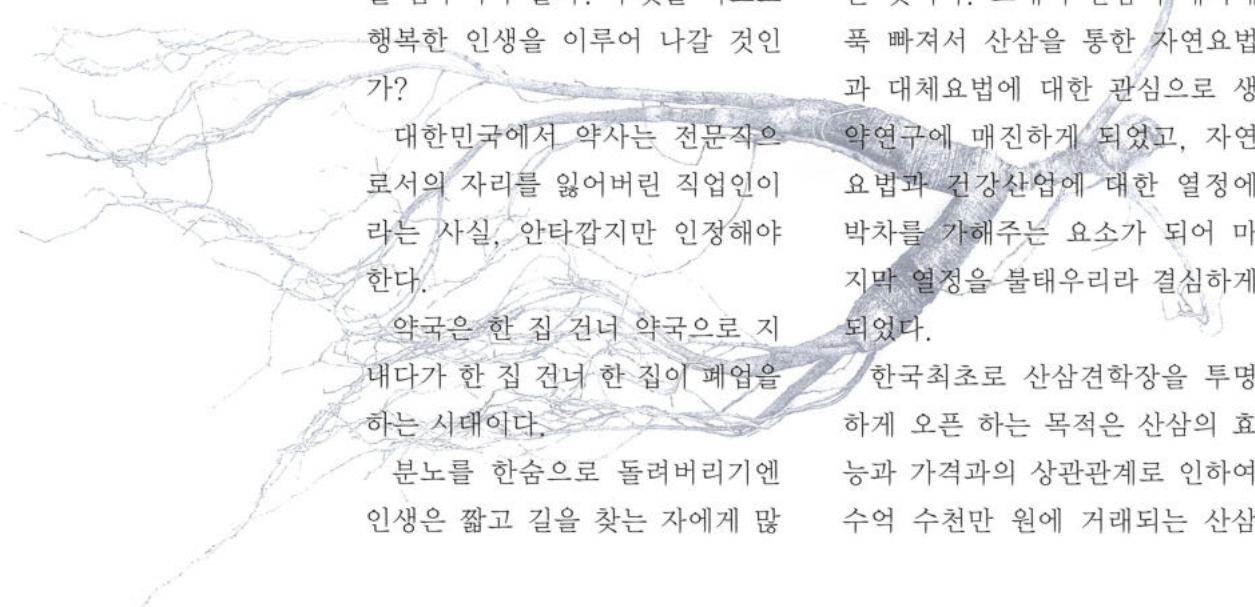 행복한 인생을 이루어 나갈 것인
가?
대한민국에서 약사는 전문직으
로서의 자리를 잃어버린 직업인이
라는 사실, 안타깝지만 인정해야
한다.
약국은 한 집 건너 약국으로 지
내다가 한 집 건너 한 집이 폐업을
하는 시대이다.
분노를 한숨으로 돌려버리기엔
인생은 짧고 길을 찾는 자에게 많
푹 빠져서 산삼을 통한 자연요법
과 대체요법에 대한 관심으로 생
약연구에 매진하게 되었고, 자연
요법과 건강산업에 대한 열정에
박차를 가해주는 요소가 되어 마
지막 열정을 불태우리라 결심하게
되었다.
한국최초로 산삼견학장을 투명
하게 오픈 하는 목적은 산삼의 효
능과 가격과의 상관관계로 인하여
수억 수천만 원에 거래되는 산삼